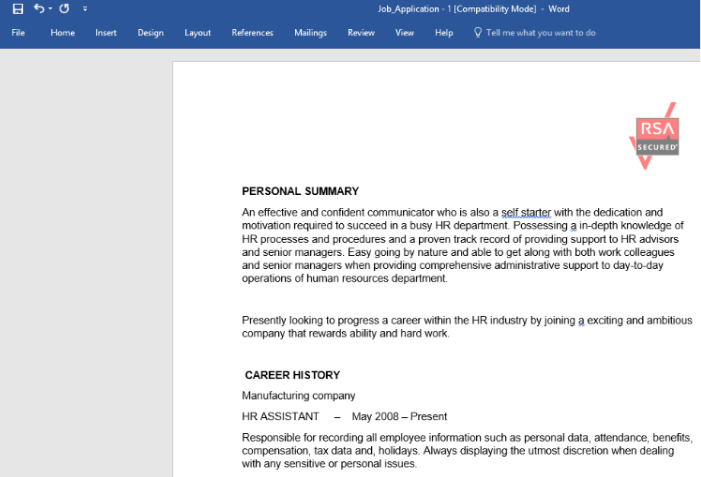 Job_Application - 1 [Compatibility Mode] - Word
File Home Insert Design Layout References Mailings Review View Help Tell me what you want to do
RSA
SECURED
PERSONAL SUMMARY
An effective and confident communicator who is also a self starter with the dedication and
motivation required to succeed in a busy HR department. Possessing a in-depth knowledge of
HR processes and procedures and a proven track record of providing support to HR advisors
and senior managers. Easy going by nature and able to get along with both work colleagues
and senior managers when providing comprehensive administrative support to day-to-day
operations of human resources department.
Presently looking to progress a career within the HR industry by joining a exciting and ambitious
company that rewards ability and hard work.
CAREER HISTORY
Manufacturing company
HR ASSISTANT – May 2008 – Present
Responsible for recording all employee information such as personal data, attendance, benefits,
compensation, tax data and, holidays. Always displaying the utmost discretion when dealing
with any sensitive or personal issues.